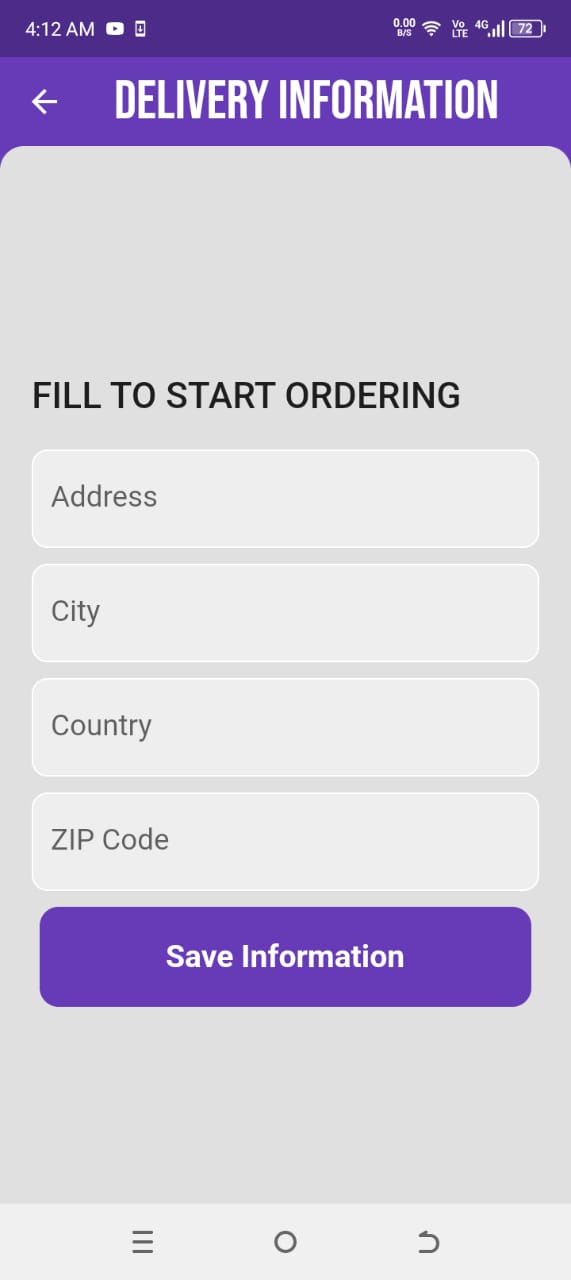 4:12 AM 0.00 B/S Vo LTE 4G 72
DELIVERY INFORMATION
FILL TO START ORDERING
Address
City
Country
ZIP Code
Save Information